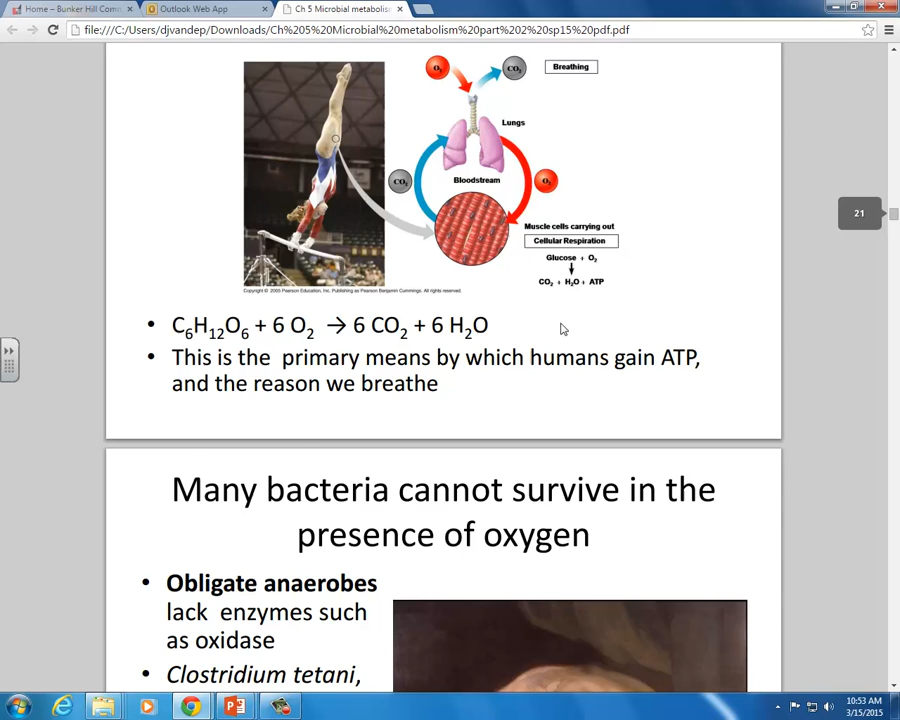 Home – Bunker Hill Comm
Outlook Web App
Ch 5 Microbial metabolism
file:///C:/Users/djvandep/Downloads/Ch%205%20Microbial%20metabolism%20part%202%20sp15%20pdf.pdf
O2
CO2
Breathing
Lungs
CO2
Bloodstream
O2
Muscle cells carrying out
Cellular Respiration
Glucose + O2
CO2 + H2O + ATP
Copyright © 2005 Pearson Education, Inc. Publishing as Pearson Benjamin Cummings. All rights reserved.
21
• C6H12O6 + 6 O2 → 6 CO2 + 6 H2O
• This is the primary means by which humans gain ATP,
and the reason we breathe
Many bacteria cannot survive in the
presence of oxygen
• Obligate anaerobes
lack enzymes such
as oxidase
• Clostridium tetani,
10:53 AM
3/15/2015